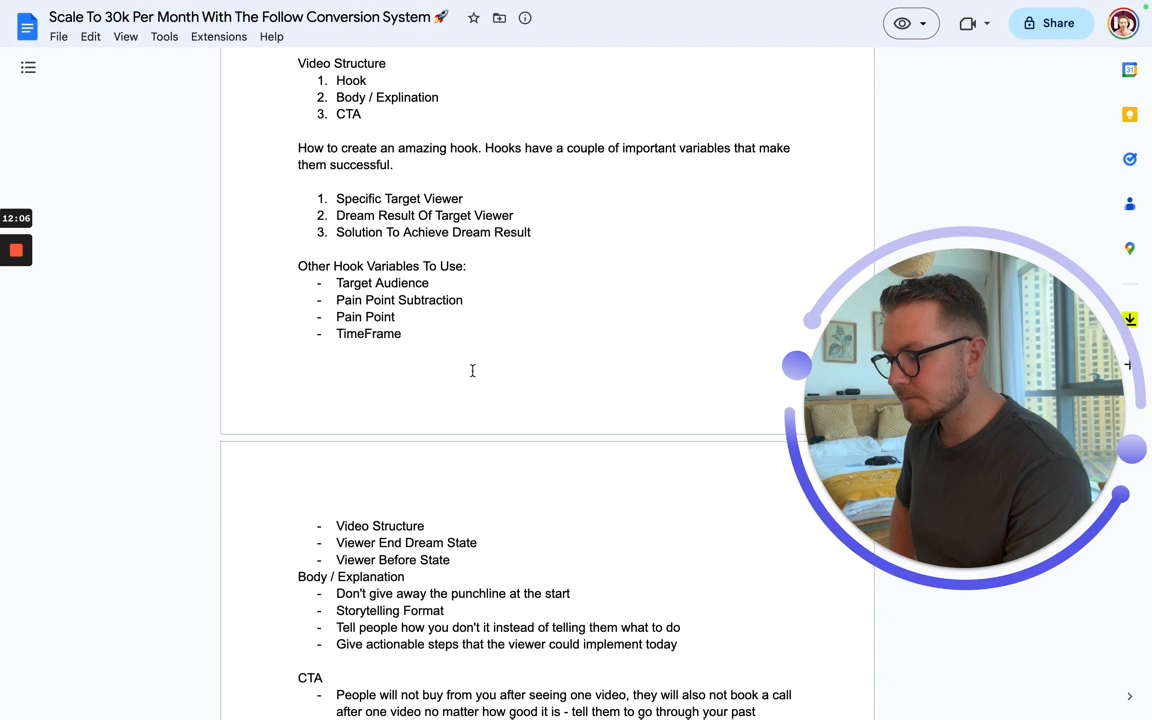 Scale To 30k Per Month With The Follow Conversion System 🚀
File Edit View Tools Extensions Help
Share
31
12:06
Video Structure
1. Hook
2. Body / Explination
3. CTA
How to create an amazing hook. Hooks have a couple of important variables that make
them successful.
1. Specific Target Viewer
2. Dream Result Of Target Viewer
3. Solution To Achieve Dream Result
Other Hook Variables To Use:
- Target Audience
- Pain Point Subtraction
- Pain Point
- TimeFrame
- Video Structure
- Viewer End Dream State
- Viewer Before State
Body / Explanation
- Don't give away the punchline at the start
- Storytelling Format
- Tell people how you don't it instead of telling them what to do
- Give actionable steps that the viewer could implement today
CTA
- People will not buy from you after seeing one video, they will also not book a call
after one video no matter how good it is - tell them to go through your past